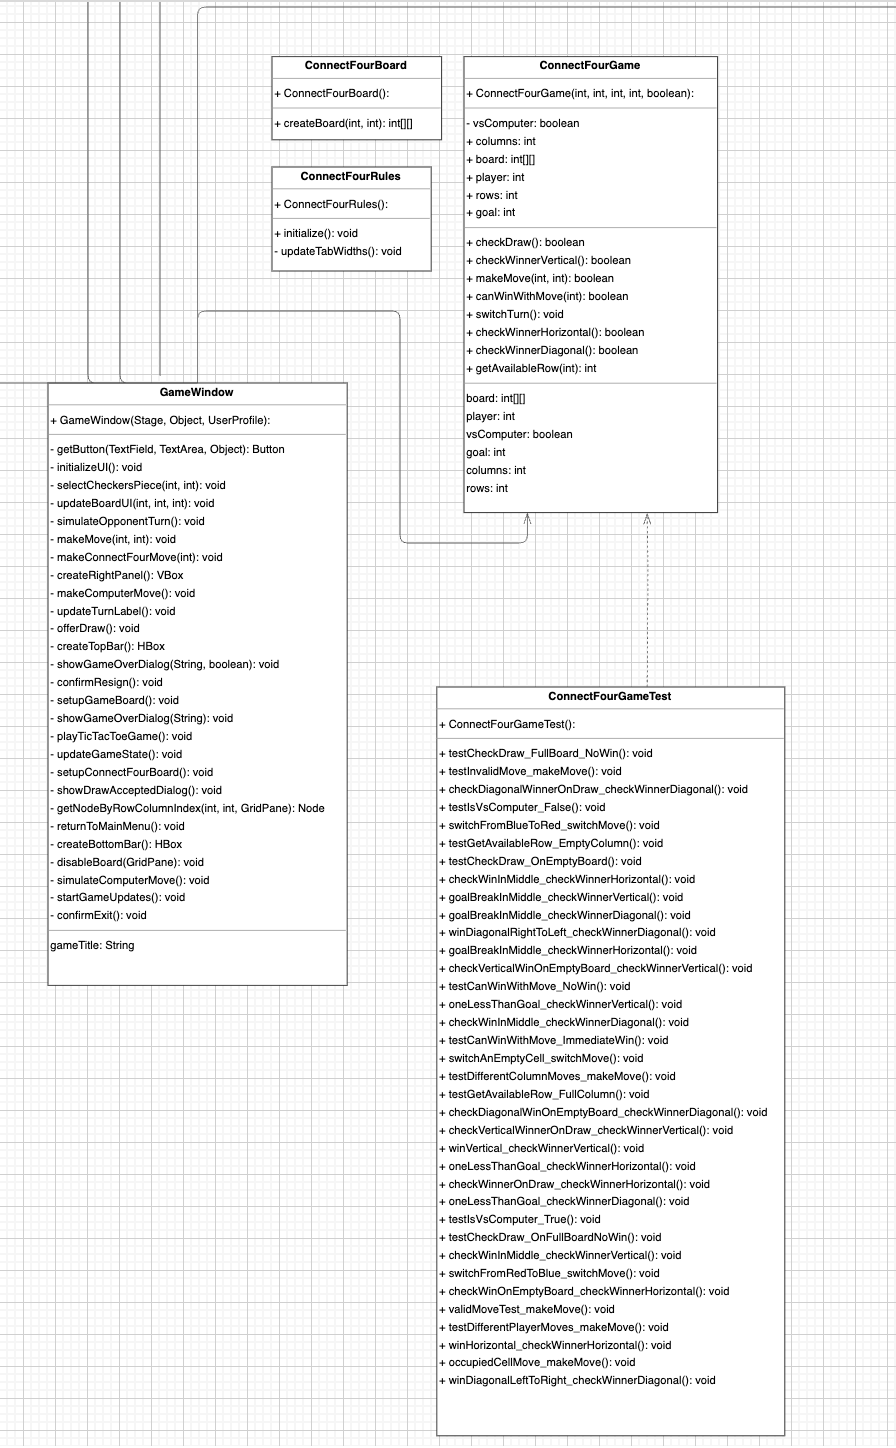 ConnectFourBoard
+ ConnectFourBoard():
+ createBoard(int, int): int[][]
ConnectFourRules
+ ConnectFourRules():
+ initialize(): void
- updateTabWidths(): void
ConnectFourGame
+ ConnectFourGame(int, int, int, int, boolean):
- vsComputer: boolean
+ columns: int
+ board: int[][]
+ player: int
+ rows: int
+ goal: int
+ checkDraw(): boolean
+ checkWinnerVertical(): boolean
+ makeMove(int, int): boolean
+ canWinWithMove(int): boolean
+ switchTurn(): void
+ checkWinnerHorizontal(): boolean
+ checkWinnerDiagonal(): boolean
+ getAvailableRow(int): int
board: int[][]
player: int
vsComputer: boolean
goal: int
columns: int
rows: int
GameWindow
+ GameWindow(Stage, Object, UserProfile):
- getButton(TextField, TextArea, Object): Button
- initializeUI(): void
- selectCheckersPiece(int, int): void
- updateBoardUI(int, int, int): void
- simulateOpponentTurn(): void
- makeMove(int, int): void
- makeConnectFourMove(int): void
- createRightPanel(): VBox
- makeComputerMove(): void
- updateTurnLabel(): void
- offerDraw(): void
- createTopBar(): HBox
- showGameOverDialog(String, boolean): void
- confirmResign(): void
- setupGameBoard(): void
- showGameOverDialog(String): void
- playTicTacToeGame(): void
- updateGameState(): void
- setupConnectFourBoard(): void
- showDrawAcceptedDialog(): void
- getNodeByRowColumnIndex(int, int, GridPane): Node
- returnToMainMenu(): void
- createBottomBar(): HBox
- disableBoard(GridPane): void
- simulateComputerMove(): void
- startGameUpdates(): void
- confirmExit(): void
gameTitle: String
ConnectFourGameTest
+ ConnectFourGameTest():
+ testCheckDraw_FullBoard_NoWin(): void
+ testInvalidMove_makeMove(): void
+ checkDiagonalWinnerOnDraw_checkWinnerDiagonal(): void
+ testIsVsComputer_False(): void
+ switchFromBlueToRed_switchMove(): void
+ testGetAvailableRow_EmptyColumn(): void
+ testCheckDraw_OnEmptyBoard(): void
+ checkWinInMiddle_checkWinnerHorizontal(): void
+ goalBreakInMiddle_checkWinnerVertical(): void
+ goalBreakInMiddle_checkWinnerDiagonal(): void
+ winDiagonalRightToLeft_checkWinnerDiagonal(): void
+ goalBreakInMiddle_checkWinnerHorizontal(): void
+ checkVerticalWinOnEmptyBoard_checkWinnerVertical(): void
+ testCanWinWithMove_NoWin(): void
+ oneLessThanGoal_checkWinnerVertical(): void
+ checkWinInMiddle_checkWinnerDiagonal(): void
+ testCanWinWithMove_ImmediateWin(): void
+ switchAnEmptyCell_switchMove(): void
+ testDifferentColumnMoves_makeMove(): void
+ testGetAvailableRow_FullColumn(): void
+ checkDiagonalWinOnEmptyBoard_checkWinnerDiagonal(): void
+ checkVerticalWinnerOnDraw_checkWinnerVertical(): void
+ winVertical_checkWinnerVertical(): void
+ oneLessThanGoal_checkWinnerHorizontal(): void
+ checkWinnerOnDraw_checkWinnerHorizontal(): void
+ oneLessThanGoal_checkWinnerDiagonal(): void
+ testIsVsComputer_True(): void
+ testCheckDraw_OnFullBoardNoWin(): void
+ checkWinInMiddle_checkWinnerVertical(): void
+ switchFromRedToBlue_switchMove(): void
+ checkWinOnEmptyBoard_checkWinnerHorizontal(): void
+ validMoveTest_makeMove(): void
+ testDifferentPlayerMoves_makeMove(): void
+ winHorizontal_checkWinnerHorizontal(): void
+ occupiedCellMove_makeMove(): void
+ winDiagonalLeftToRight_checkWinnerDiagonal(): void